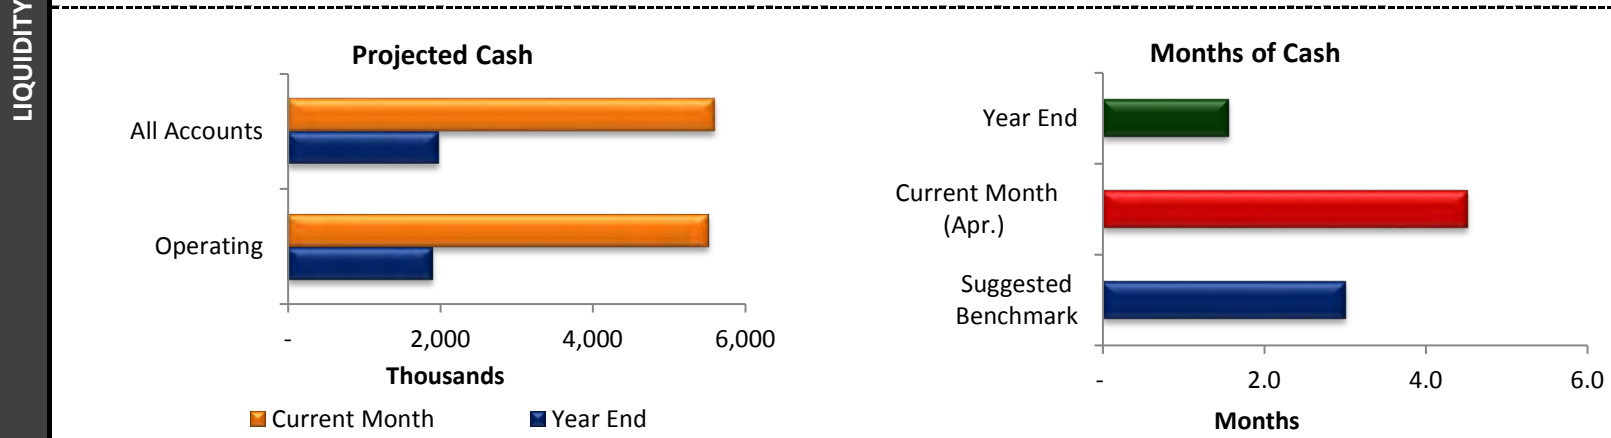 LIQUIDITY
Projected Cash
All Accounts
Operating
- 2,000 4,000 6,000
Thousands
Current Month Year End
Months of Cash
Year End
Current Month
(Apr.)
Suggested
Benchmark
- 2.0 4.0 6.0
Months